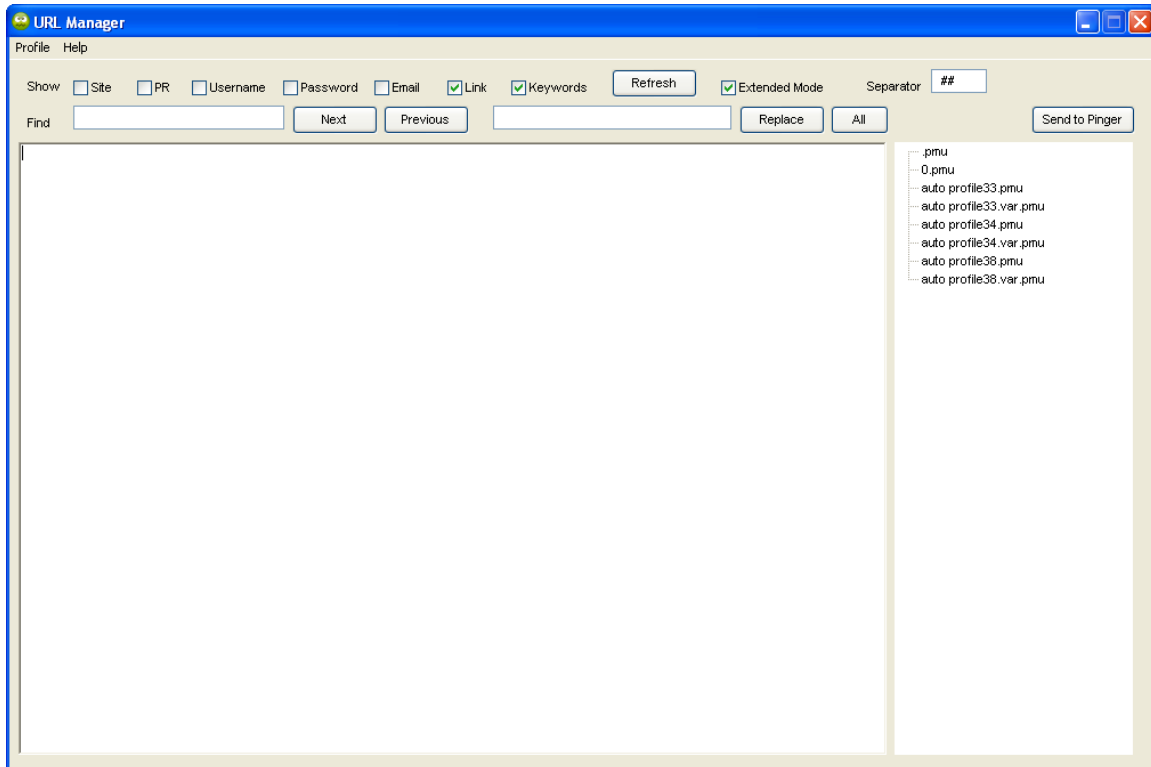 URL Manager
Profile Help
Show Site PR Username Password Email Link Keywords Refresh Extended Mode Separator ##
Find Next Previous Replace All Send to Pinger
.pmu
0.pmu
auto profile33.pmu
auto profile33.var.pmu
auto profile34.pmu
auto profile34.var.pmu
auto profile38.pmu
auto profile38.var.pmu